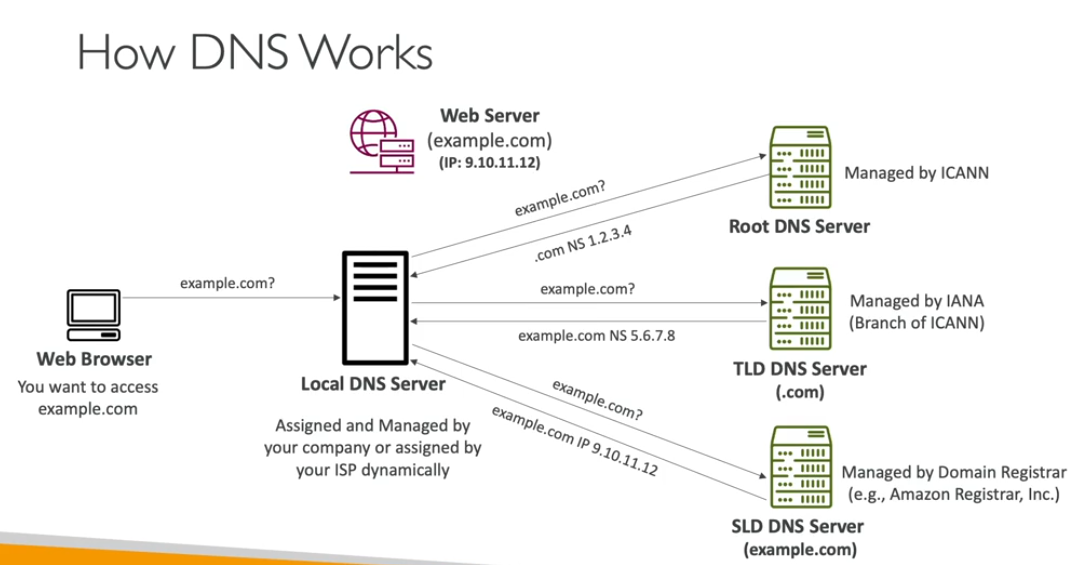 How DNS Works
Web Server
(example.com)
(IP: 9.10.11.12)
example.com?
.com NS 1.2.3.4
Managed by ICANN
Root DNS Server
example.com?
Web Browser
You want to access
example.com
Local DNS Server
Assigned and Managed by
your company or assigned by
your ISP dynamically
example.com?
example.com NS 5.6.7.8
Managed by IANA
(Branch of ICANN)
TLD DNS Server
(.com)
example.com?
example.com IP 9.10.11.12
Managed by Domain Registrar
(e.g., Amazon Registrar, Inc.)
SLD DNS Server
(example.com)